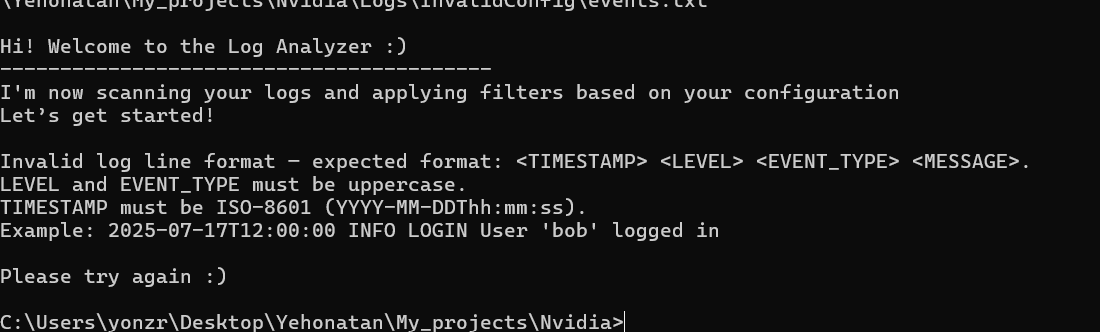 \Yehonatan\My_projects\Nvidia\Logs\InvalidConfig\events.txt
Hi! Welcome to the Log Analyzer :)
-----------------------------------------
I'm now scanning your logs and applying filters based on your configuration
Let’s get started!
Invalid log line format — expected format: <TIMESTAMP> <LEVEL> <EVENT_TYPE> <MESSAGE>.
LEVEL and EVENT_TYPE must be uppercase.
TIMESTAMP must be ISO-8601 (YYYY-MM-DDThh:mm:ss).
Example: 2025-07-17T12:00:00 INFO LOGIN User 'bob' logged in
Please try again :)
C:\Users\yonzr\Desktop\Yehonatan\My_projects\Nvidia>